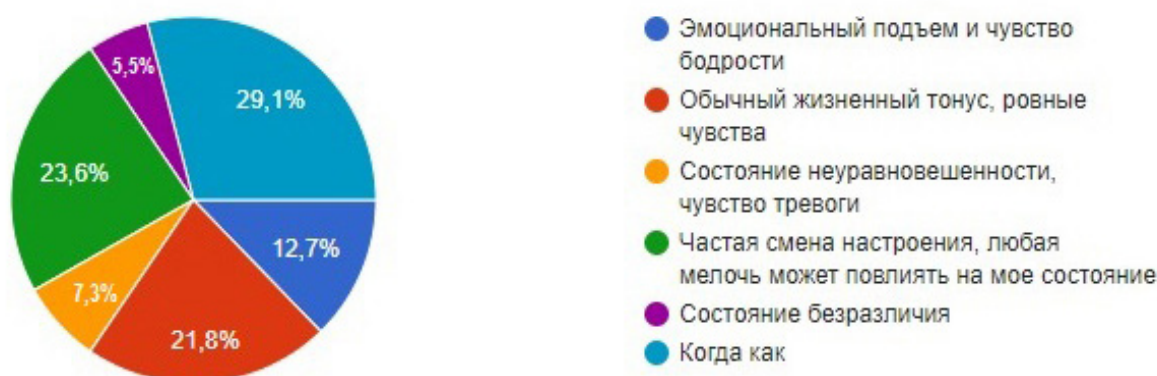 5,5%
29,1%
23,6%
12,7%
7,3%
21,8%
Эмоциональный подъем и чувство
бодрости
Обычный жизненный тонус, ровные
чувства
Состояние неуравновешенности,
чувство тревоги
Частая смена настроения, любая
мелочь может повлиять на мое состояние
Состояние безразличия
Когда как